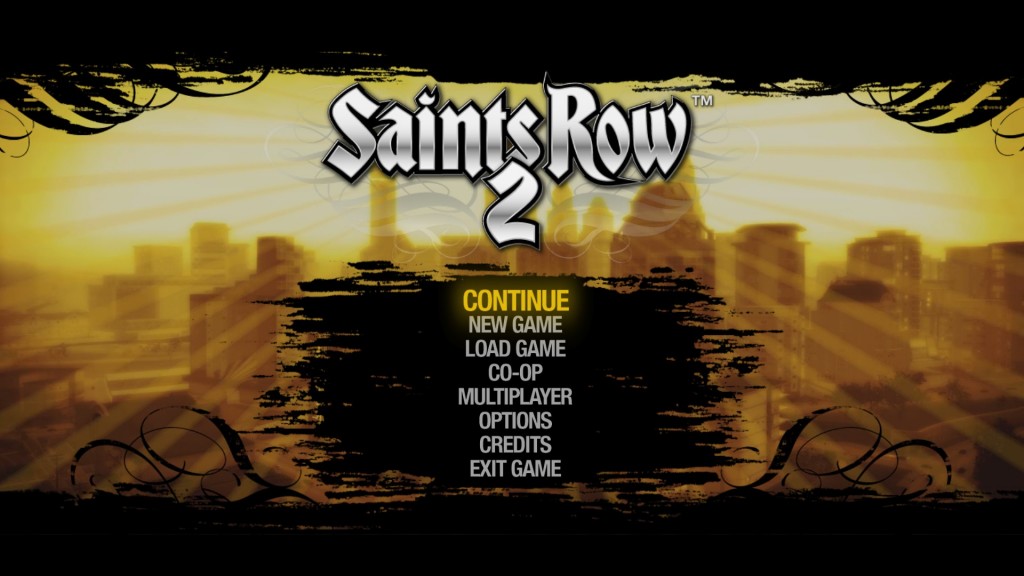 Saints Row™
2
CONTINUE
NEW GAME
LOAD GAME
CO-OP
MULTIPLAYER
OPTIONS
CREDITS
EXIT GAME